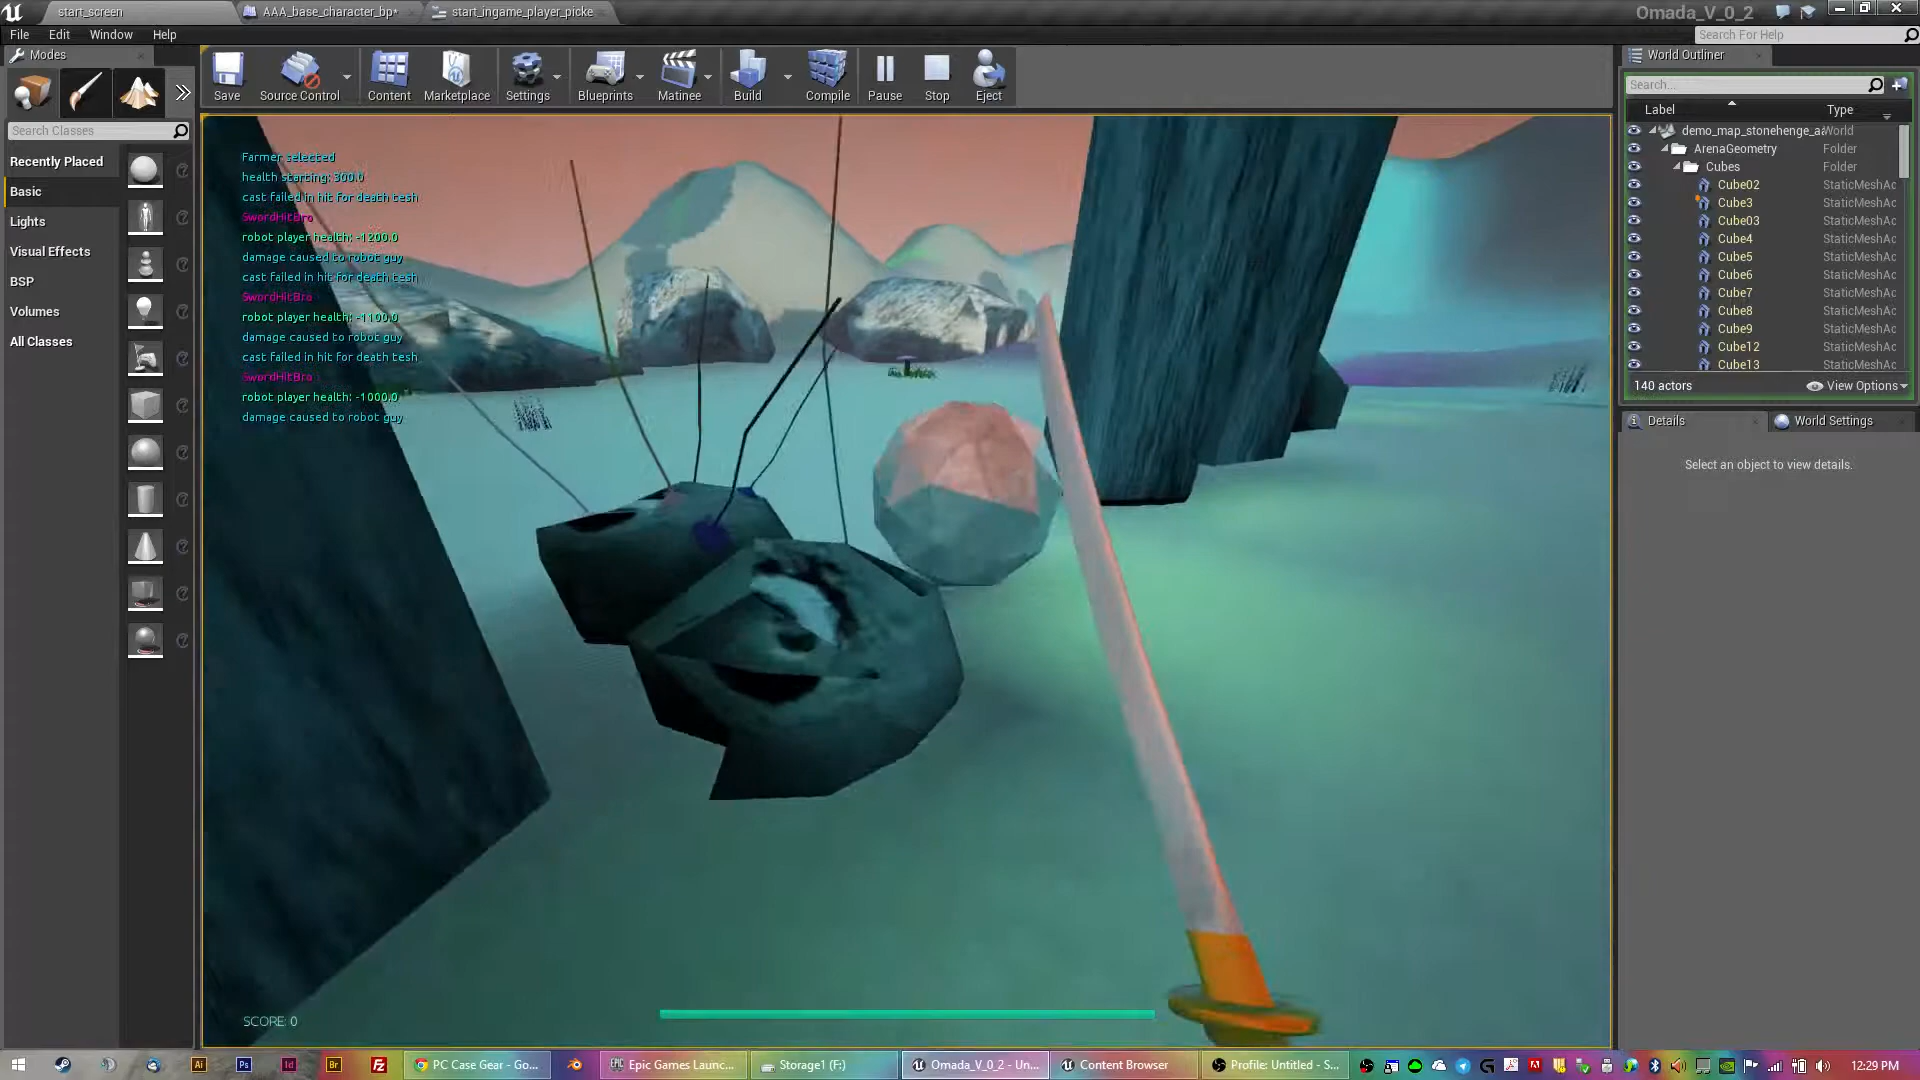 start_screen
AAA_base_character_bp*
start_ingame_player_picke
Omada_V_0_2
File Edit Window Help
Search For Help
Modes
Save
Source Control
Content
Marketplace
Settings
Blueprints
Matinee
Build
Compile
Pause
Stop
Eject
Search Classes
Recently Placed
Basic
Lights
Visual Effects
BSP
Volumes
All Classes
Farmer selected
health starting: 300.0
cast failed in hit for death tesh
SwordHitBro
robot player health: -1200.0
damage caused to robot guy
cast failed in hit for death tesh
SwordHitBro
robot player health: -1100.0
damage caused to robot guy
cast failed in hit for death tesh
SwordHitBro
robot player health: -1000.0
damage caused to robot guy
SCORE: 0
World Outliner
Search...
Label Type
demo_map_stonehenge_a World
ArenaGeometry Folder
Cubes Folder
Cube02 StaticMeshAc
Cube3 StaticMeshAc
Cube03 StaticMeshAc
Cube4 StaticMeshAc
Cube5 StaticMeshAc
Cube6 StaticMeshAc
Cube7 StaticMeshAc
Cube8 StaticMeshAc
Cube9 StaticMeshAc
Cube12 StaticMeshAc
Cube13 StaticMeshAc
140 actors View Options
Details
World Settings
Select an object to view details.
Ai
Ps
Id
Br
Fz
PC Case Gear - Go...
Epic Games Launc...
Storage1 (F:)
Omada_V_0_2 - Un...
Content Browser
Profile: Untitled - S...
12:29 PM